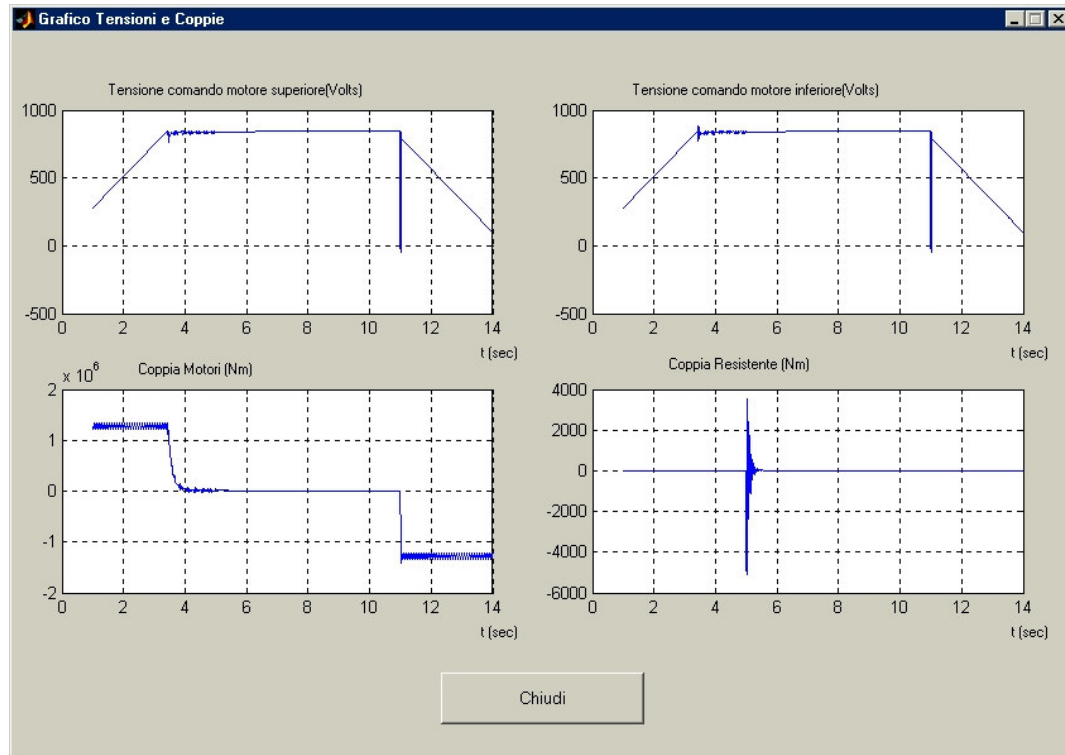 Grafico Tensioni e Coppie
Tensione comando motore superiore(Volts)
1000
500
0
-500
0 2 4 6 8 10 12 14
t (sec)
Tensione comando motore inferiore(Volts)
1000
500
0
-500
0 2 4 6 8 10 12 14
t (sec)
x 10^6
Coppia Motori (Nm)
2
1
0
-1
-2
0 2 4 6 8 10 12 14
t (sec)
Coppia Resistente (Nm)
4000
2000
0
-2000
-4000
-6000
0 2 4 6 8 10 12 14
t (sec)
Chiudi